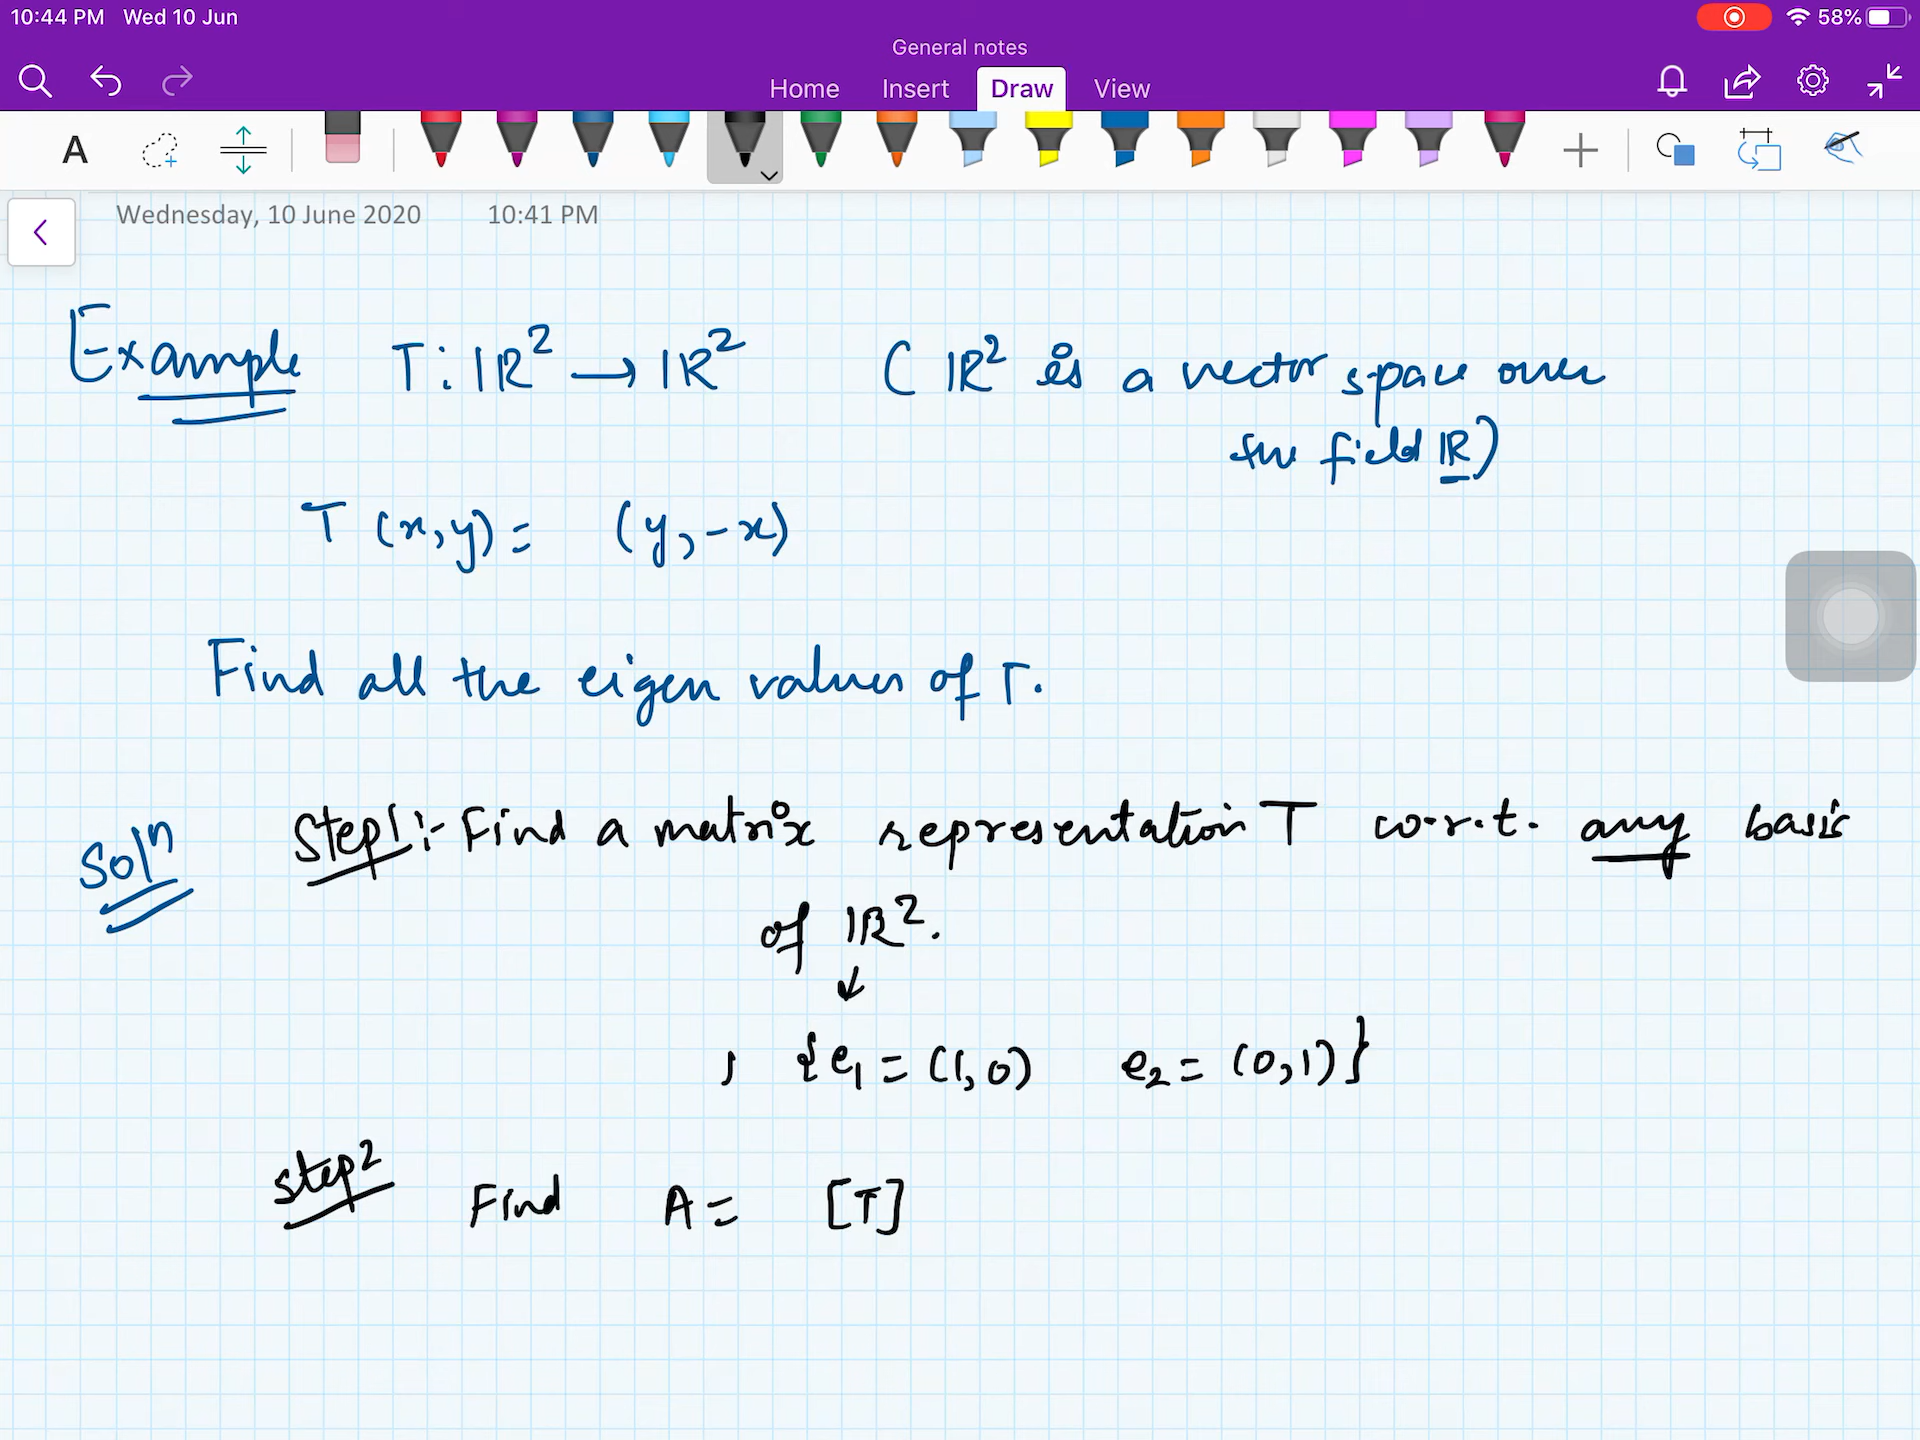 10:44 PM Wed 10 Jun 58%
General notes
Home Insert Draw View
A
Wednesday, 10 June 2020 10:41 PM
Example T: ℝ² → ℝ² ( ℝ² is a vector space over
the field ℝ)
T (x,y) = (y,-x)
Find all the eigen values of T.
Solⁿ Step1:- Find a matrix representation T w.r.t. any basis
of ℝ².
↓
{e₁ = (1,0) e₂ = (0,1)}
step2 Find A = [T]